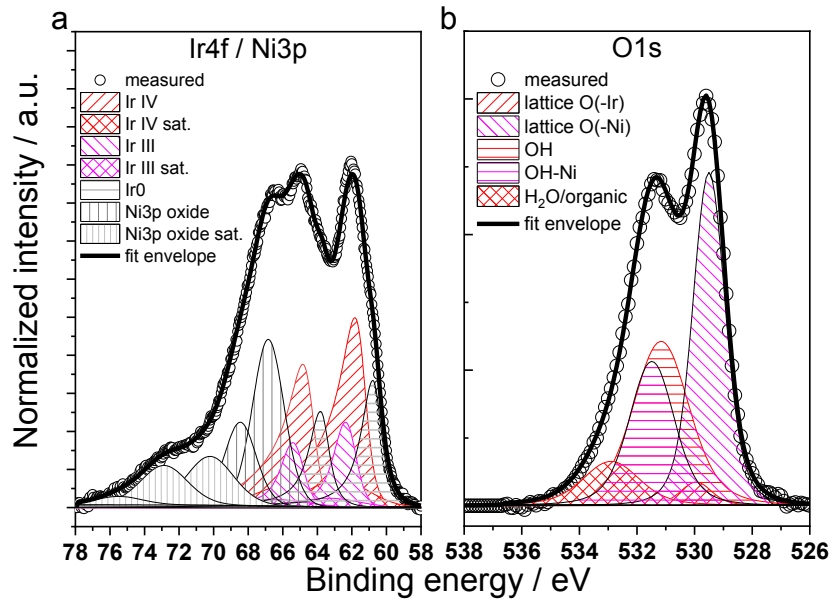 a
Ir4f / Ni3p
measured
Ir IV
Ir IV sat.
Ir III
Ir III sat.
Ir0
Ni3p oxide
Ni3p oxide sat.
fit envelope
78 76 74 72 70 68 66 64 62 60 58
b
O1s
measured
lattice O(-Ir)
lattice O(-Ni)
OH
OH-Ni
H₂O/organic
fit envelope
538 536 534 532 530 528 526
Normalized intensity / a.u.
Binding energy / eV